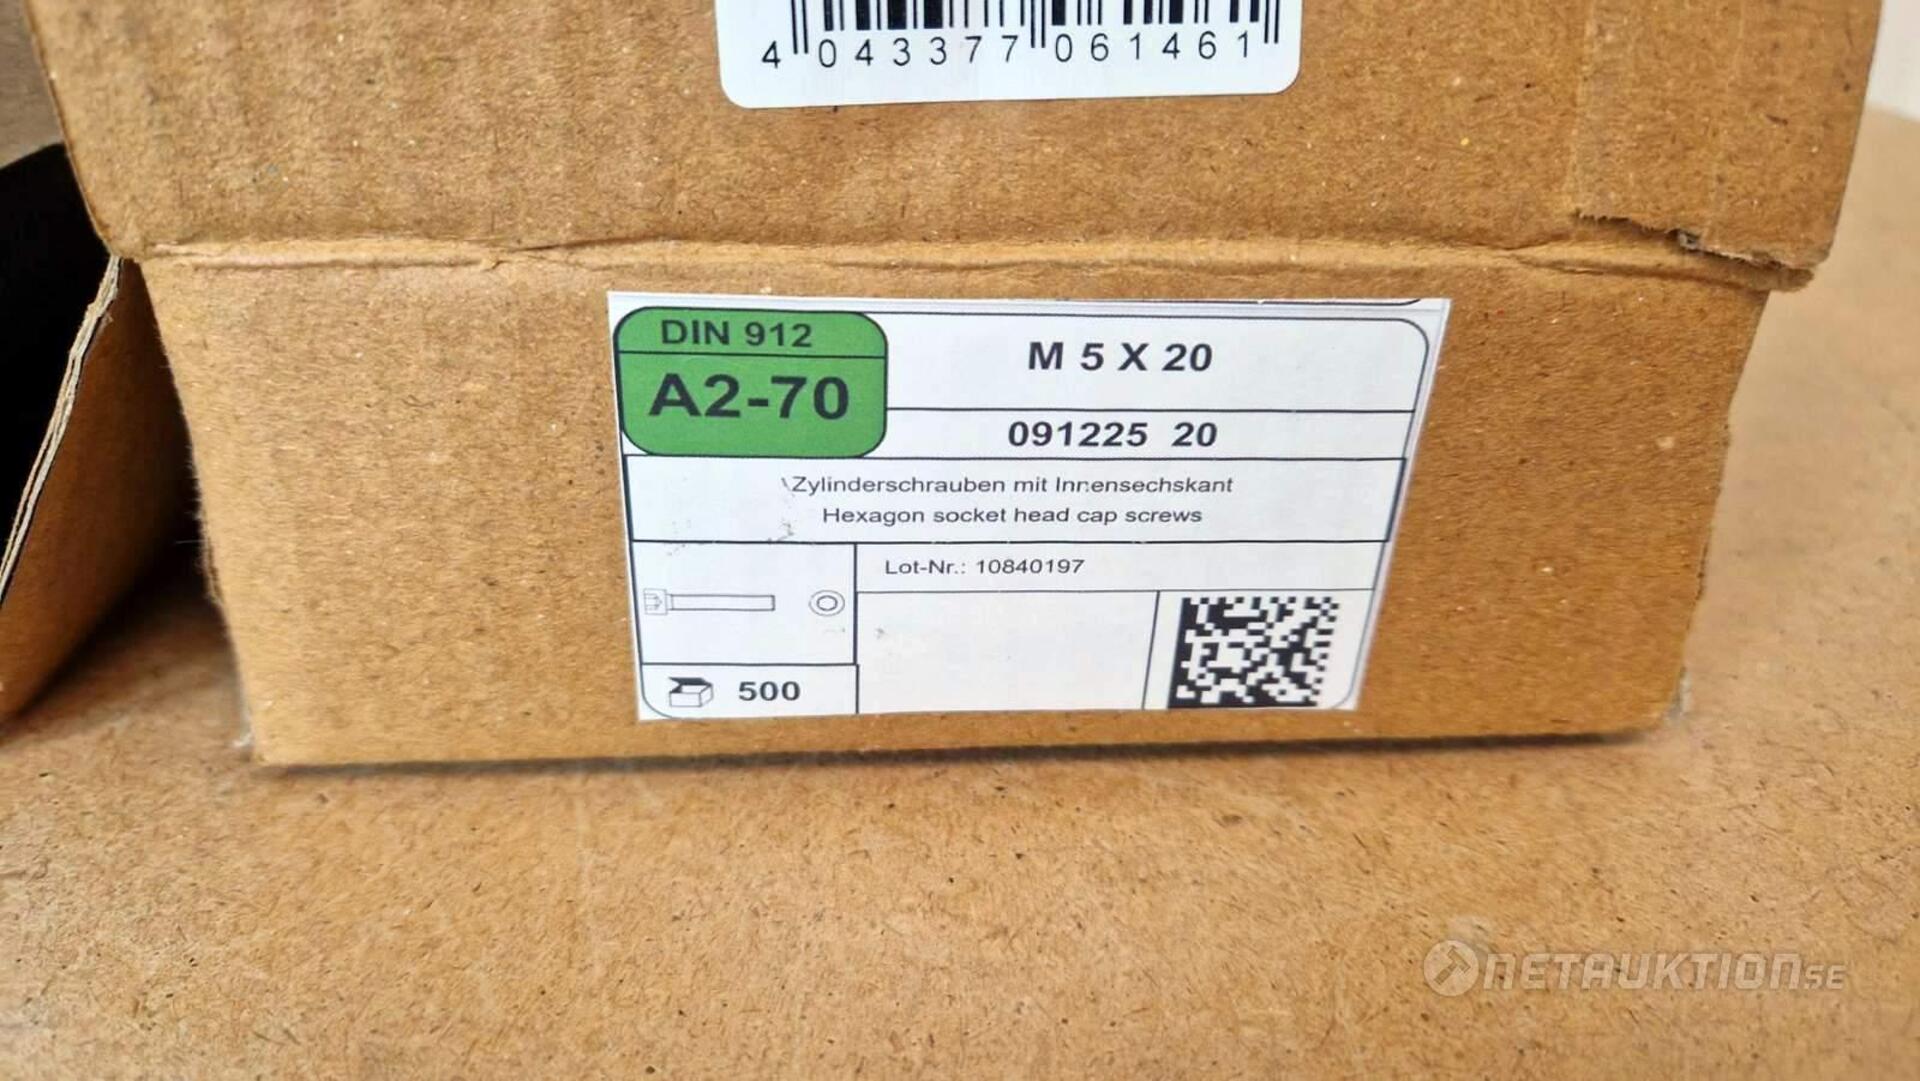 4 043377 061461
DIN 912
A2-70
M 5 X 20
091225 20
Zylinderschrauben mit Innensechskant
Hexagon socket head cap screws
Lot-Nr.: 10840197
500
NETAUKTION.SE